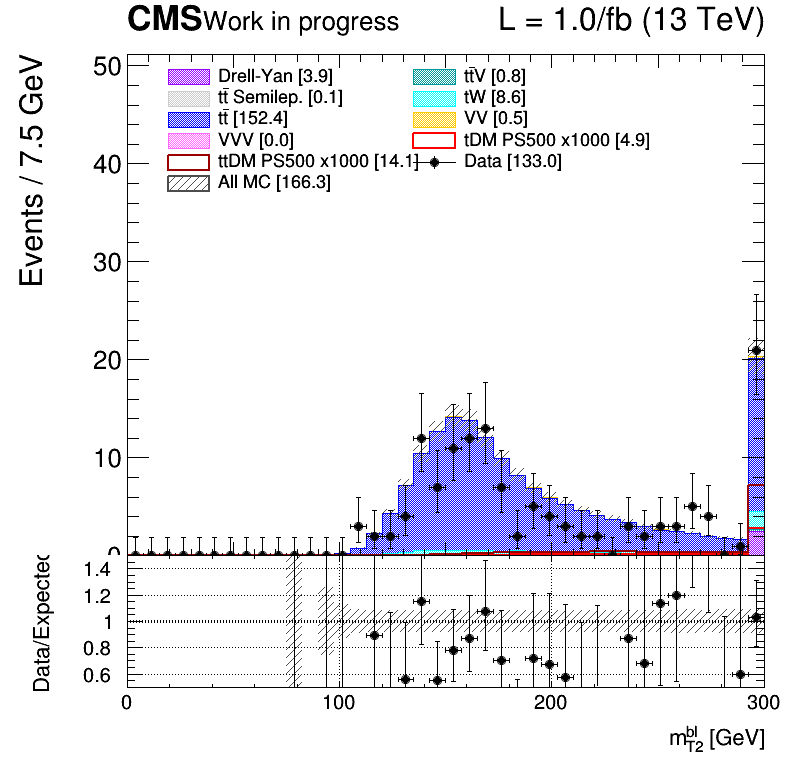 CMS Work in progress L = 1.0/fb (13 TeV)
Events / 7.5 GeV
50
40
30
20
10
0
Drell-Yan [3.9] tt̄V [0.8]
tt̄ Semilep. [0.1] tW [8.6]
tt̄ [152.4] VV [0.5]
VVV [0.0] tDM PS500 x1000 [4.9]
ttDM PS500 x1000 [14.1] Data [133.0]
All MC [166.3]
Data/Expected
1.4
1.2
1
0.8
0.6
0 100 200 300
m_{T2}^{bl} [GeV]